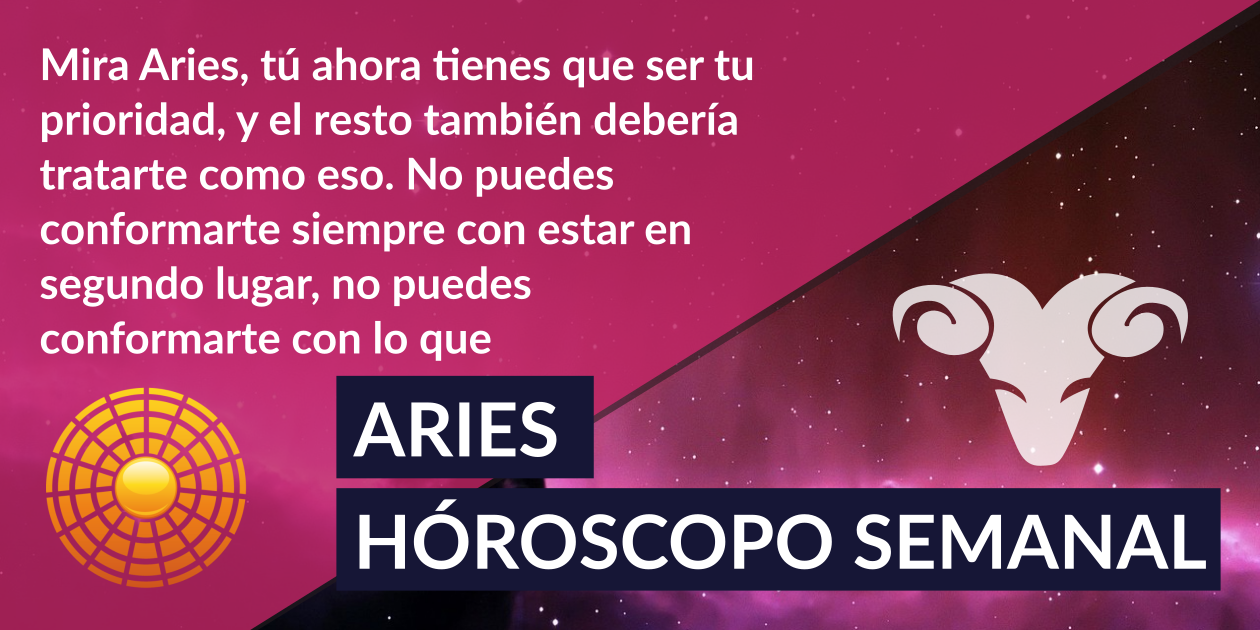 Mira Aries, tú ahora tienes que ser tu
prioridad, y el resto también debería
tratarte como eso. No puedes
conformarte siempre con estar en
segundo lugar, no puedes
conformarte con lo que
ARIES
HÓROSCOPO SEMANAL